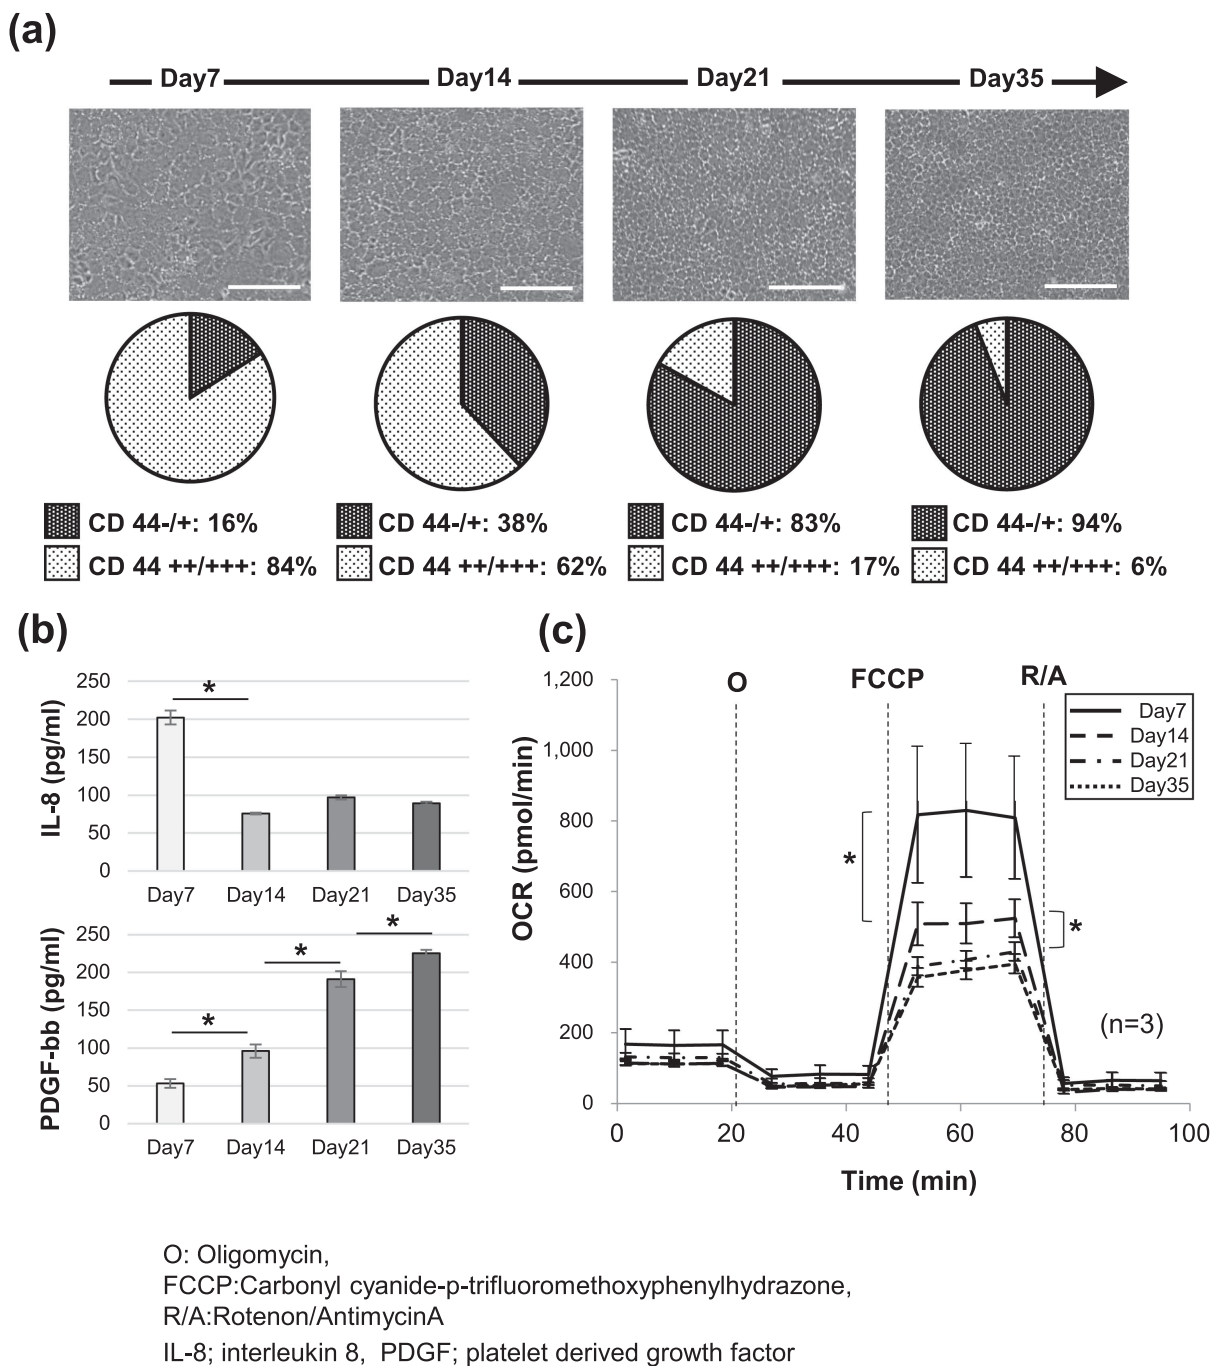 (a)
Day7 Day14 Day21 Day35
CD 44-/+: 16% CD 44-/+: 38% CD 44-/+: 83% CD 44-/+: 94%
CD 44 ++/+++: 84% CD 44 ++/+++: 62% CD 44 ++/+++: 17% CD 44 ++/+++: 6%
(b)
IL-8 (pg/ml)
250
200
150
100
50
0
*
Day7 Day14 Day21 Day35
PDGF-bb (pg/ml)
250
200
150
100
50
0
* * *
Day7 Day14 Day21 Day35
(c)
O FCCP R/A
OCR (pmol/min)
1,200
1,000
800
600
400
200
0
Day7
Day14
Day21
Day35
*
*
(n=3)
0 20 40 60 80 100
Time (min)
O: Oligomycin,
FCCP:Carbonyl cyanide-p-trifluoromethoxyphenylhydrazone,
R/A:Rotenon/AntimycinA
IL-8; interleukin 8, PDGF; platelet derived growth factor